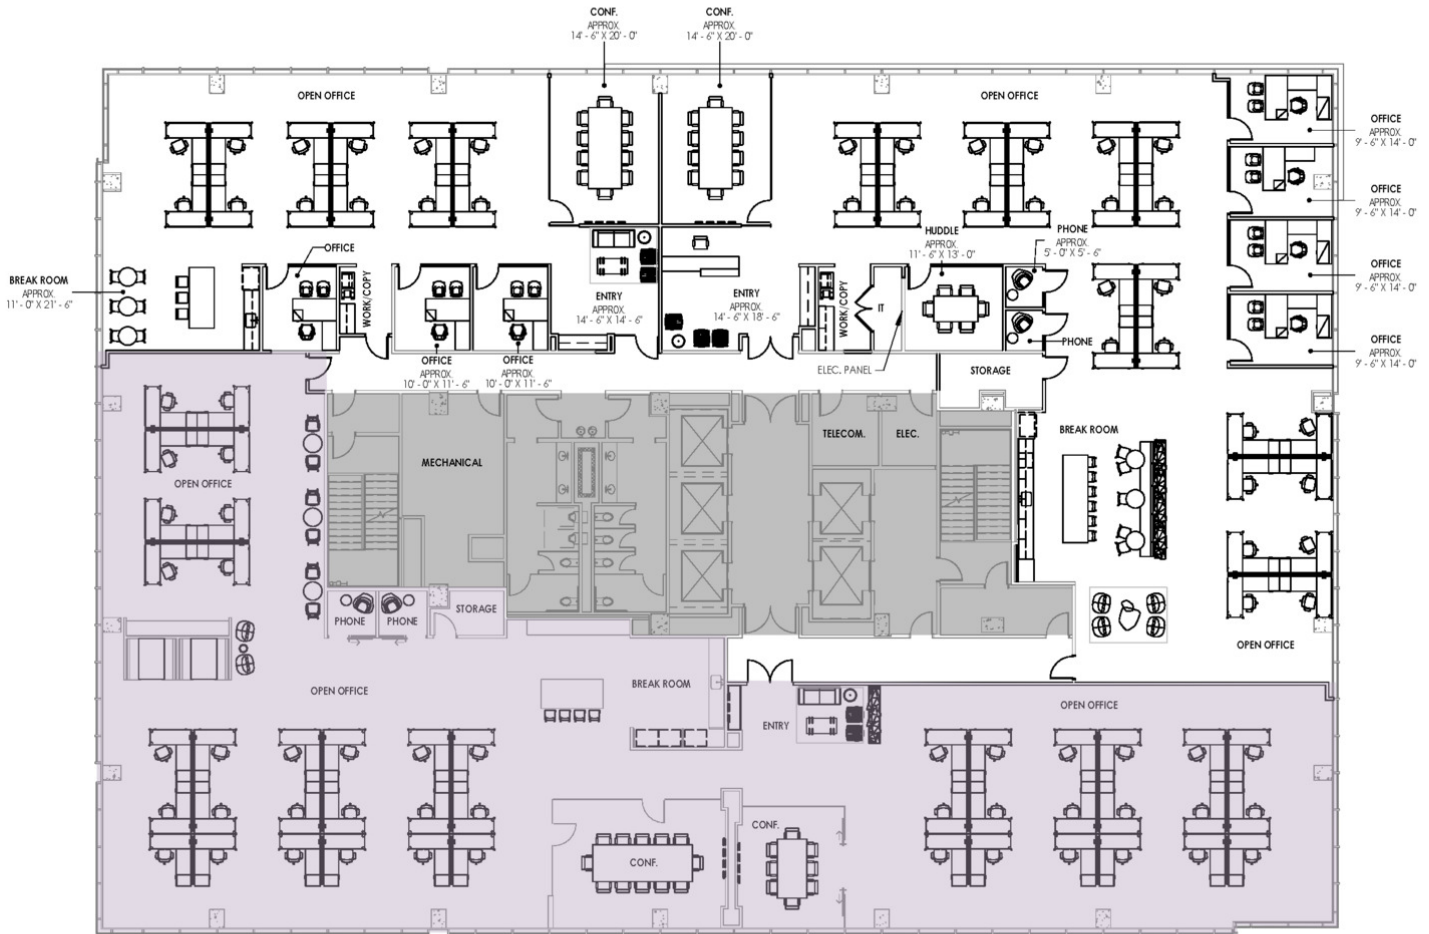 CONF.
APPROX.
14' - 6" X 20' - 0"
CONF.
APPROX.
14' - 6" X 20' - 0"
OPEN OFFICE
OPEN OFFICE
OFFICE
APPROX.
9' - 6" X 14' - 0"
OFFICE
APPROX.
9' - 6" X 14' - 0"
OFFICE
HUDDLE
APPROX.
11' - 6" X 13' - 0"
PHONE
APPROX.
5' - 0" X 5' - 6"
OFFICE
APPROX.
9' - 6" X 14' - 0"
BREAK ROOM
APPROX.
11' - 0" X 21' - 6"
WORK/COPY
ENTRY
APPROX.
14' - 6" X 14' - 6"
ENTRY
APPROX.
14' - 6" X 18' - 6"
WORK/COPY
IT
PHONE
OFFICE
APPROX.
9' - 6" X 14' - 0"
OFFICE
APPROX.
10' - 0" X 11' - 6"
OFFICE
APPROX.
10' - 0" X 11' - 6"
ELEC. PANEL
STORAGE
TELECOM.
ELEC.
BREAK ROOM
MECHANICAL
OPEN OFFICE
STORAGE
PHONE
PHONE
OPEN OFFICE
OPEN OFFICE
BREAK ROOM
OPEN OFFICE
ENTRY
CONF.
CONF.